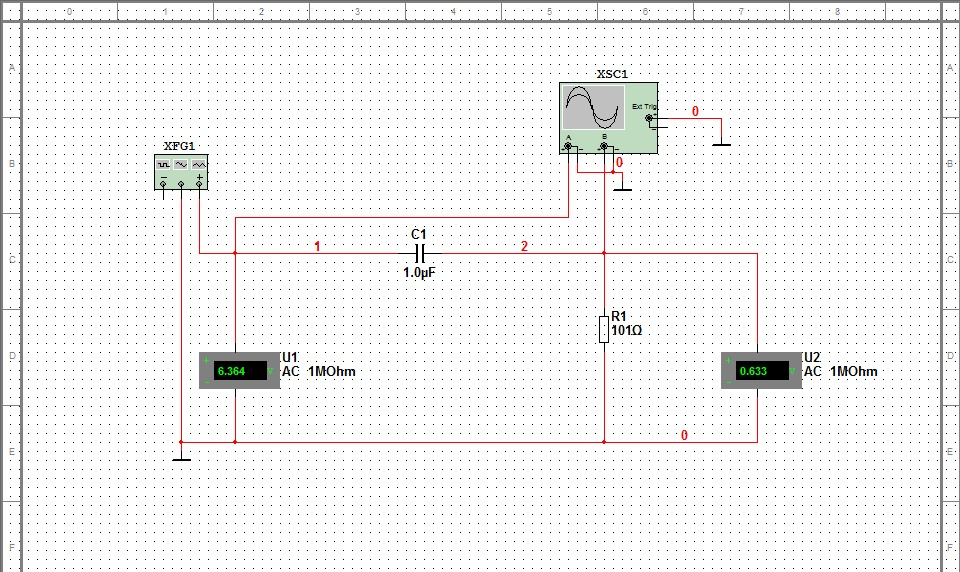 0 1 2 3 4 5 6 7 8
A A
XSC1
Ext Trig
+
0
B B
XFG1
A B
+ - + -
0
- +
C1
1 2
C C
1.0µF
R1
101Ω
D D
U1
+ 6.364 V AC 1MOhm
-
U2
+ 0.633 V AC 1MOhm
-
0
E E
F F